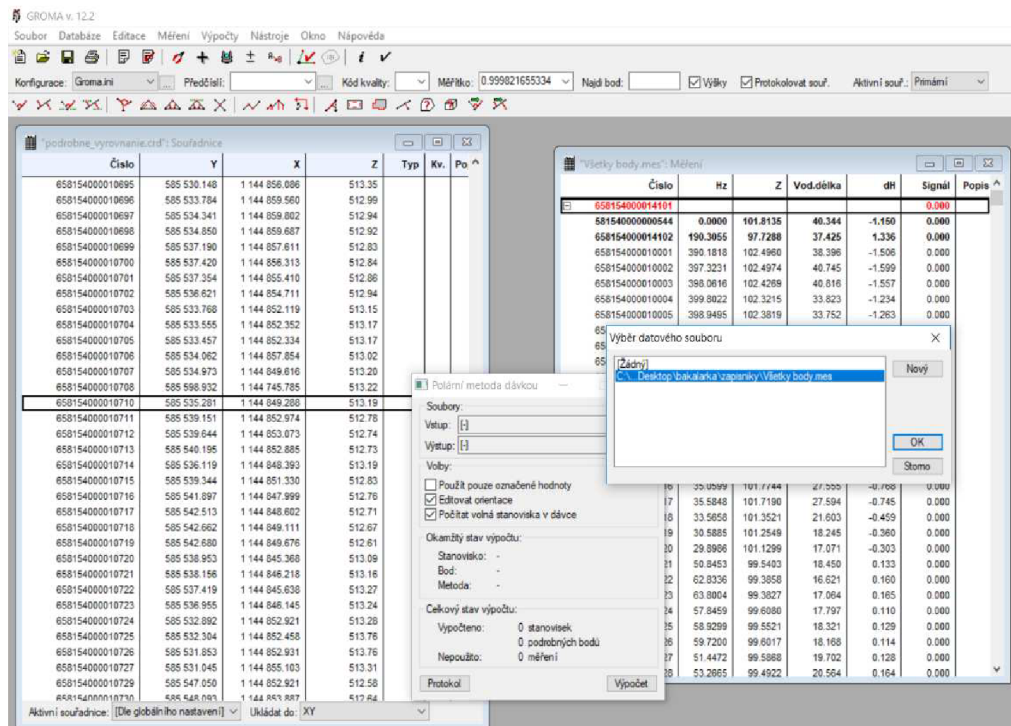 GROMA v. 12.2
Soubor Databáze Editace Měření Výpočty Nástroje Okno Nápověda
Konfigurace: Groma.ini Předčíslí: Kód kvality: Měřítko: 0.999821655334 Najdi bod: Výšky Protokolovat souř. Aktivní souř.: Primární
"podrobne_vyrovnanie.crd": Souřadnice
Číslo Y X Z Typ Kv. Po
658154000010695 585 530.148 1 144 856.086 513.35
658154000010696 585 533.784 1 144 859.560 512.99
658154000010697 585 534.341 1 144 859.802 512.94
658154000010698 585 534.850 1 144 859.687 512.92
658154000010699 585 537.190 1 144 857.611 512.83
658154000010700 585 537.420 1 144 856.313 512.84
658154000010701 585 537.354 1 144 855.410 512.86
658154000010702 585 536.621 1 144 854.711 512.94
658154000010703 585 533.768 1 144 852.119 513.15
658154000010704 585 533.555 1 144 852.352 513.17
658154000010705 585 533.457 1 144 852.334 513.17
658154000010706 585 534.062 1 144 857.854 513.02
658154000010707 585 534.973 1 144 849.616 513.20
658154000010708 585 598.932 1 144 745.785 513.22
658154000010710 585 535.281 1 144 849.288 513.19
658154000010711 585 539.151 1 144 852.974 512.78
658154000010712 585 539.644 1 144 853.073 512.74
658154000010713 585 540.195 1 144 852.885 512.73
658154000010714 585 536.119 1 144 848.393 513.19
658154000010715 585 539.344 1 144 851.330 512.83
658154000010716 585 541.897 1 144 847.999 512.76
658154000010717 585 542.513 1 144 848.602 512.71
658154000010718 585 542.662 1 144 849.111 512.67
658154000010719 585 542.680 1 144 849.676 512.61
658154000010720 585 538.953 1 144 845.368 513.09
658154000010721 585 538.156 1 144 846.218 513.16
658154000010722 585 537.419 1 144 845.638 513.27
658154000010723 585 536.955 1 144 846.145 513.24
658154000010724 585 532.892 1 144 852.921 513.28
658154000010725 585 532.304 1 144 852.458 513.76
658154000010726 585 531.853 1 144 852.931 513.76
658154000010727 585 531.045 1 144 855.103 513.31
658154000010729 585 547.050 1 144 852.921 512.58
658154000010730 585 548.093 1 144 853.887 512.64
Aktivní souřadnice: [Dle globálního nastavení] Ukládat do: XY
"Všetky body.mes": Měření
Číslo Hz Z Vod.délka dH Signál Popis
658154000014101 0.000
581540000000544 0.0000 101.8135 40.344 -1.150 0.000
658154000014102 190.3055 97.7288 37.425 1.336 0.000
658154000010001 390.1818 102.4960 38.396 -1.506 0.000
658154000010002 397.3231 102.4974 40.745 -1.599 0.000
658154000010003 398.0616 102.4269 40.816 -1.557 0.000
658154000010004 399.8022 102.3215 33.823 -1.234 0.000
658154000010005 398.9495 102.3819 33.752 -1.263 0.000
65
65
65
Výběr datového souboru
[Žádný]
C:\...Desktop\bakalarka\zapisniky\Všetky body.mes
Nový
OK
Storno
Polární metoda dávkou
Soubory:
Vstup: [-]
Výstup: [-]
Volby:
Použít pouze označené hodnoty
Editovat orientace
Počítat volná stanoviska v dávce
Okamžitý stav výpočtu:
Stanovisko: -
Bod: -
Metoda: -
Celkový stav výpočtu:
Vypočteno: 0 stanovisek
0 podrobných bodů
Nepoužito: 0 měření
Protokol Výpočet
16 35.0599 101.7744 27.555 -0.768 0.000
17 35.5848 101.7190 27.594 -0.745 0.000
18 33.5658 101.3521 21.603 -0.459 0.000
19 30.5885 101.2549 18.245 -0.360 0.000
20 29.8986 101.1299 17.071 -0.303 0.000
21 50.8453 99.5403 18.450 0.133 0.000
22 62.8336 99.3858 16.621 0.160 0.000
23 63.8004 99.3827 17.064 0.165 0.000
24 57.8459 99.6080 17.797 0.110 0.000
25 58.9299 99.5521 18.321 0.129 0.000
26 59.7200 99.6017 18.168 0.114 0.000
27 51.4472 99.5868 19.702 0.128 0.000
28 53.2665 99.4922 20.564 0.164 0.000